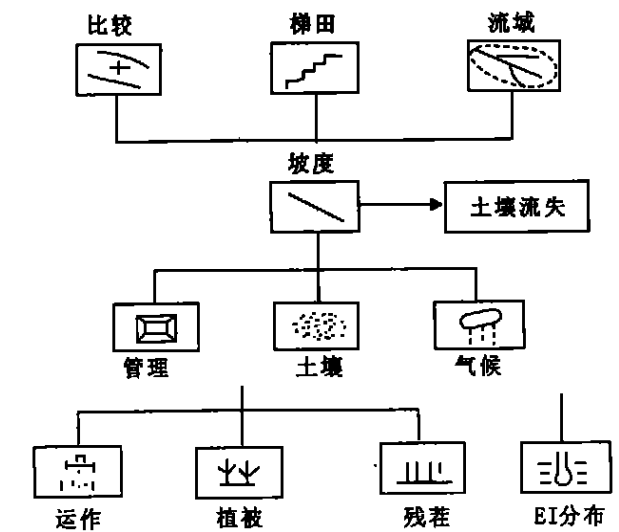 比较 梯田 流域
坡度
土壤流失
管理 土壤 气候
运作 植被 残茬 EI分布